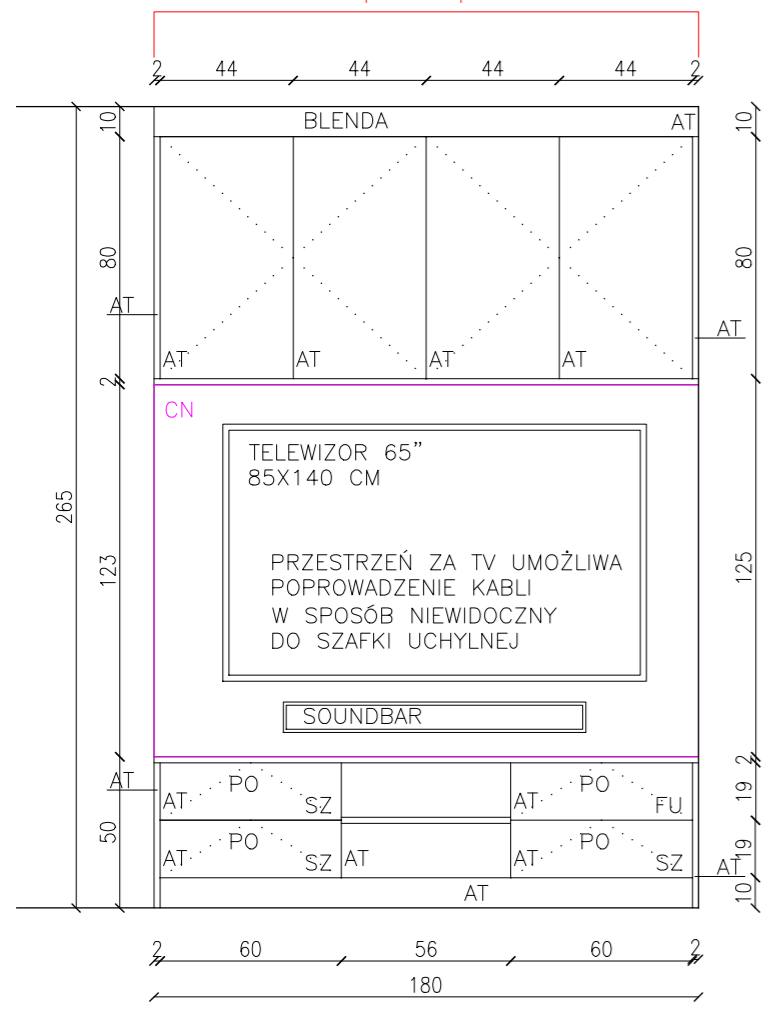 2 44 44 44 44 2
10 BLENDA AT 10
80 80
AT AT
AT AT AT AT
2
CN
TELEWIZOR 65”
85X140 CM
265
123 125
PRZESTRZEŃ ZA TV UMOŻLIWA
POPROWADZENIE KABLI
W SPOSÓB NIEWIDOCZNY
DO SZAFKI UCHYLNEJ
SOUNDBAR
2
AT PO PO 19
AT SZ AT FU
50 PO PO 19
AT SZ AT AT SZ AT
AT 10
2 60 56 60 2
180